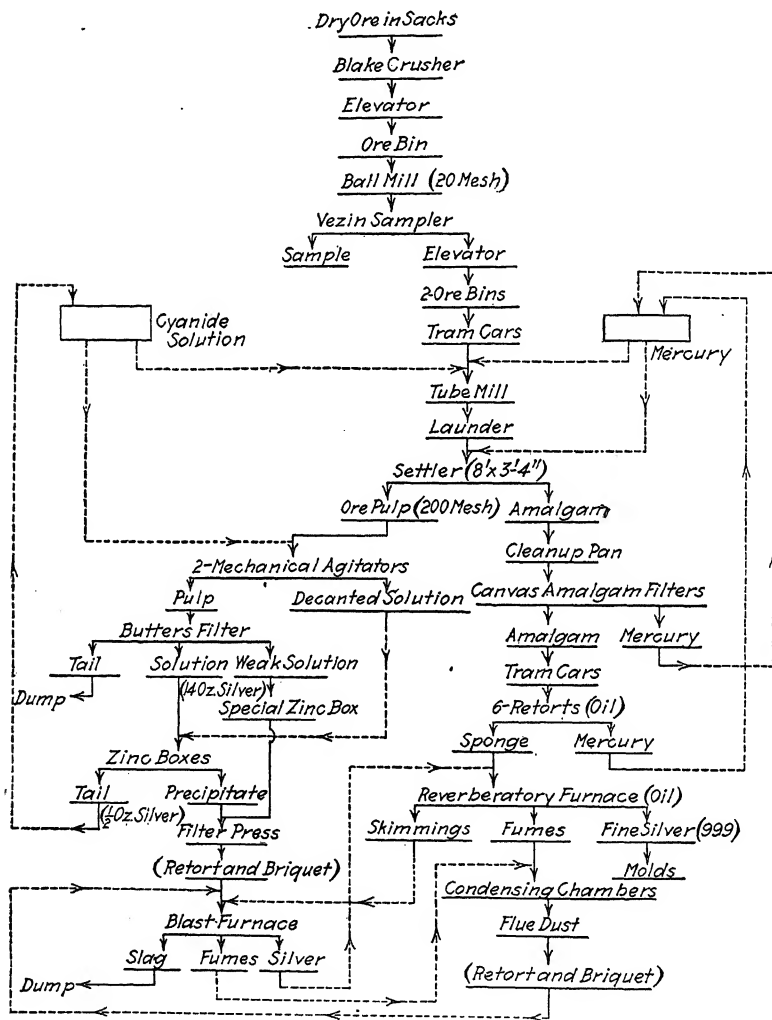 Dry Ore in Sacks
Blake Crusher
Elevator
Ore Bin
Ball Mill (20 Mesh)
Vezin Sampler
Sample
Elevator
2-Ore Bins
Cyanide
Solution
Tram Cars
Mercury
Tube Mill
Launder
Settler (8'x3'-4")
Ore Pulp (200 Mesh)
Amalgam
Cleanup Pan
2-Mechanical Agitators
Pulp
Decanted Solution
Canvas Amalgam Filters
Butters Filter
Amalgam
Mercury
Tail
Solution
Weak Solution
Tram Cars
Dump
(14 Oz. Silver)
Special Zinc Box
6-Retorts (Oil)
Sponge
Mercury
Zinc Boxes
Tail
Precipitate
Reverberatory Furnace (Oil)
(½ Oz. Silver)
Filter Press
Skimmings
Fumes
Fine Silver (999)
(Retort and Briquet)
Molds
Condensing Chambers
Blast Furnace
Flue Dust
Slag
Fumes
Silver
(Retort and Briquet)
Dump